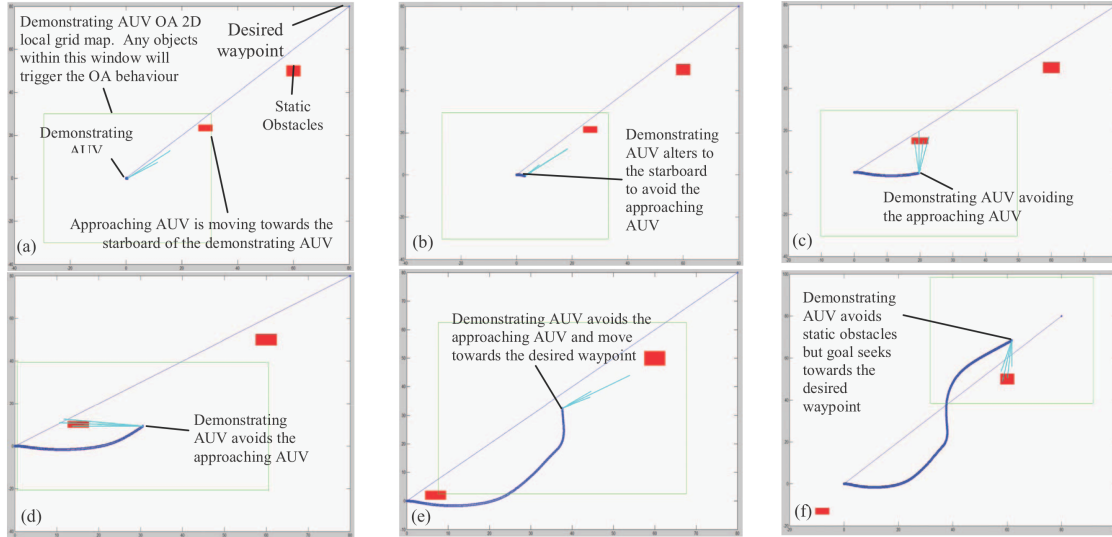 Demonstrating AUV OA 2D
local grid map. Any objects
within this window will
trigger the OA behaviour
Desired
waypoint
Static
Obstacles
Demonstrating
AUV
Approaching AUV is moving towards the
starboard of the demonstrating AUV
(a)
Demonstrating
AUV alters to
the starboard
to avoid the
approaching
AUV
(b)
Demonstrating AUV avoiding
the approaching AUV
(c)
Demonstrating
AUV avoids the
approaching AUV
(d)
Demonstrating AUV avoids the
approaching AUV and move
towards the desired waypoint
(e)
Demonstrating
AUV avoids
static obstacles
but goal seeks
towards the
desired
waypoint
(f)